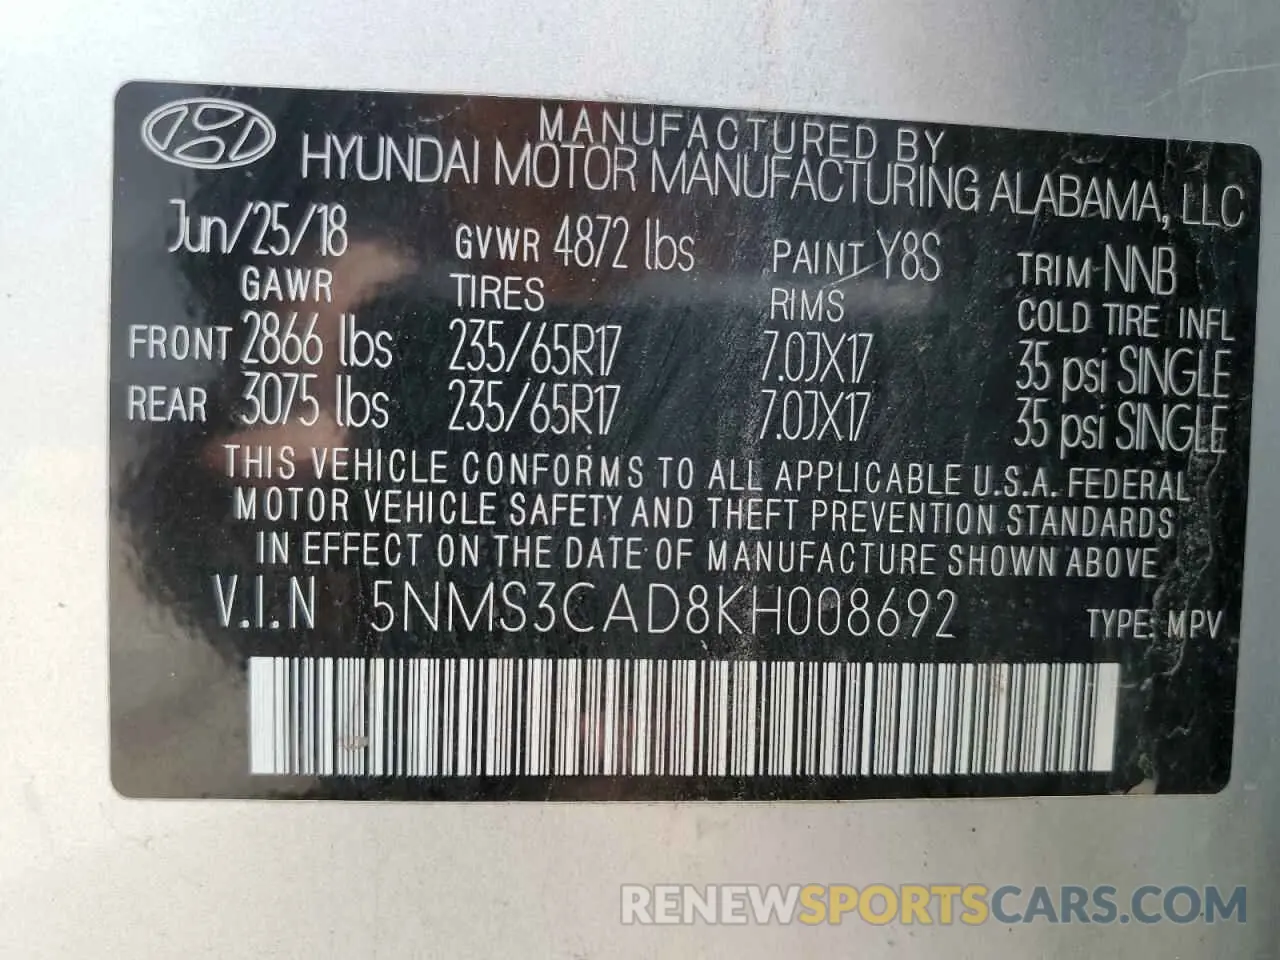 MANUFACTURED BY
HYUNDAI MOTOR MANUFACTURING ALABAMA, LLC
Jun/25/18 GVWR 4872 lbs PAINT Y8S TRIM NNB
GAWR TIRES RIMS COLD TIRE INFL
FRONT 2866 lbs 235/65R17 7.0JX17 35 psi SINGLE
REAR 3075 lbs 235/65R17 7.0JX17 35 psi SINGLE
THIS VEHICLE CONFORMS TO ALL APPLICABLE U.S.A. FEDERAL
MOTOR VEHICLE SAFETY AND THEFT PREVENTION STANDARDS
IN EFFECT ON THE DATE OF MANUFACTURE SHOWN ABOVE
V.I.N 5NMS3CAD8KH008692 TYPE: MPV
RENEWSPORTSCARS.COM